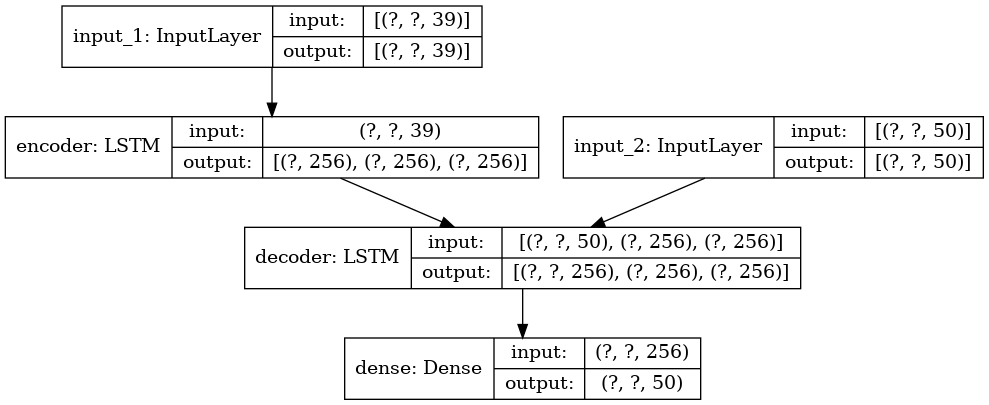 input_1: InputLayer
input: [(?, ?, 39)]
output: [(?, ?, 39)]
encoder: LSTM
input: (?, ?, 39)
output: [(?, 256), (?, 256), (?, 256)]
input_2: InputLayer
input: [(?, ?, 50)]
output: [(?, ?, 50)]
decoder: LSTM
input: [(?, ?, 50), (?, 256), (?, 256)]
output: [(?, ?, 256), (?, 256), (?, 256)]
dense: Dense
input: (?, ?, 256)
output: (?, ?, 50)